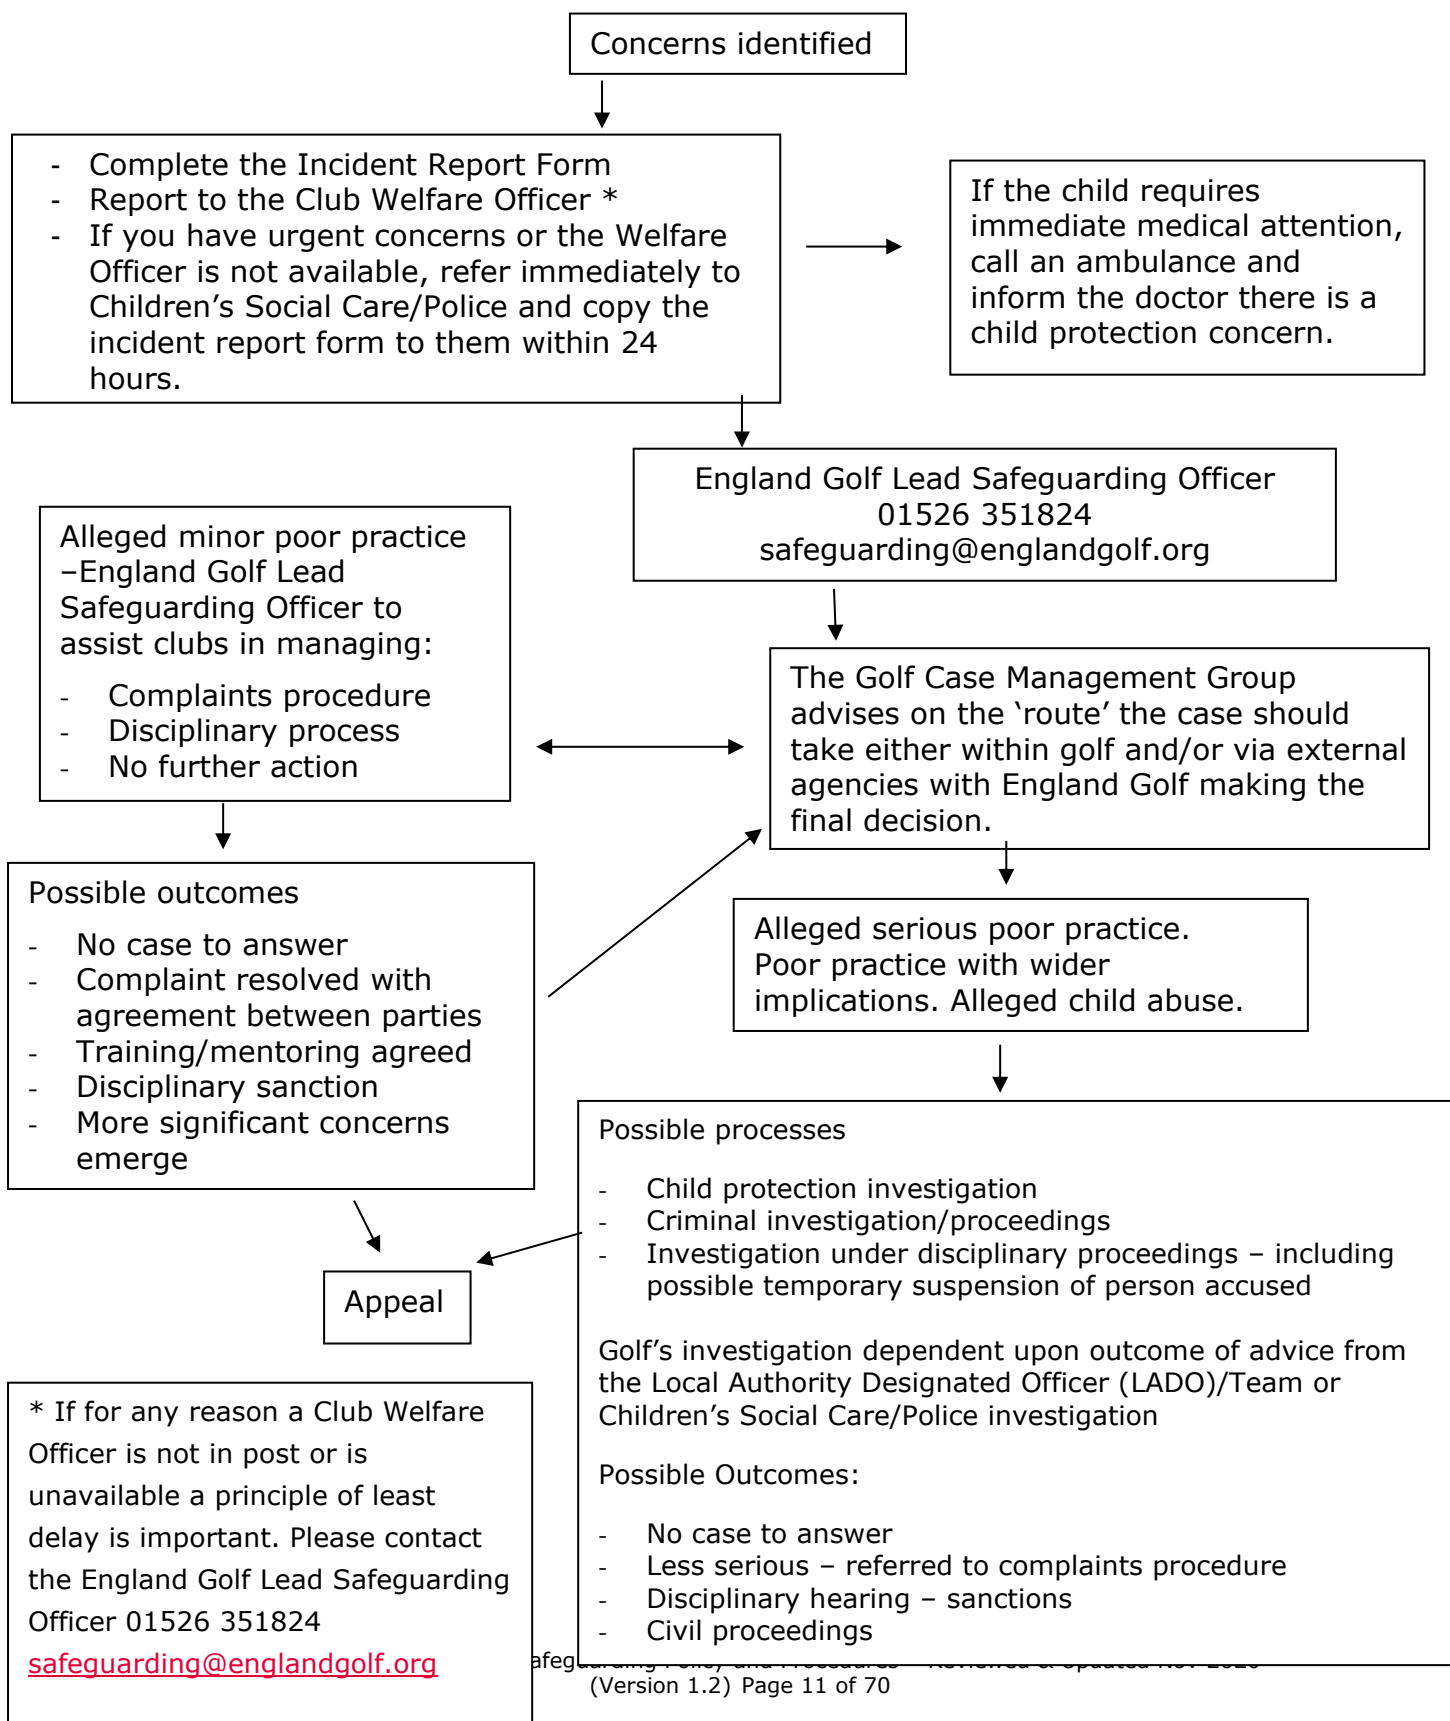 Concerns identified
- Complete the Incident Report Form
- Report to the Club Welfare Officer *
- If you have urgent concerns or the Welfare
Officer is not available, refer immediately to
Children’s Social Care/Police and copy the
incident report form to them within 24
hours.
If the child requires
immediate medical attention,
call an ambulance and
inform the doctor there is a
child protection concern.
England Golf Lead Safeguarding Officer
01526 351824
safeguarding@englandgolf.org
Alleged minor poor practice
–England Golf Lead
Safeguarding Officer to
assist clubs in managing:
- Complaints procedure
- Disciplinary process
- No further action
The Golf Case Management Group
advises on the ‘route’ the case should
take either within golf and/or via external
agencies with England Golf making the
final decision.
Possible outcomes
- No case to answer
- Complaint resolved with
agreement between parties
- Training/mentoring agreed
- Disciplinary sanction
- More significant concerns
emerge
Alleged serious poor practice.
Poor practice with wider
implications. Alleged child abuse.
Possible processes
- Child protection investigation
- Criminal investigation/proceedings
- Investigation under disciplinary proceedings – including
possible temporary suspension of person accused
Golf’s investigation dependent upon outcome of advice from
the Local Authority Designated Officer (LADO)/Team or
Children’s Social Care/Police investigation
Possible Outcomes:
- No case to answer
- Less serious – referred to complaints procedure
- Disciplinary hearing – sanctions
- Civil proceedings
Appeal
* If for any reason a Club Welfare
Officer is not in post or is
unavailable a principle of least
delay is important. Please contact
the England Golf Lead Safeguarding
Officer 01526 351824
safeguarding@englandgolf.org
Policy and Procedures
(Version 1.2) Page 11 of 70